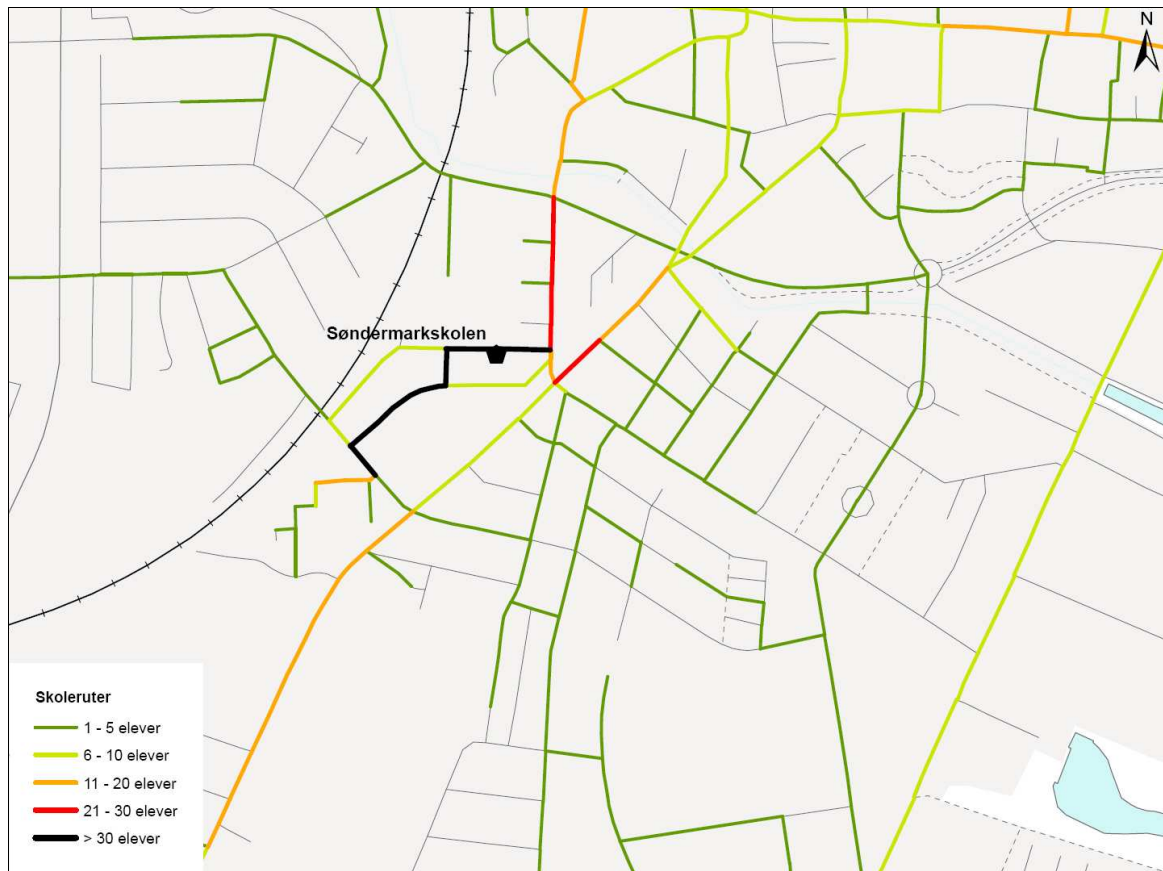 N
Søndermarkskolen
Skoleruter
1 - 5 elever
6 - 10 elever
11 - 20 elever
21 - 30 elever
> 30 elever